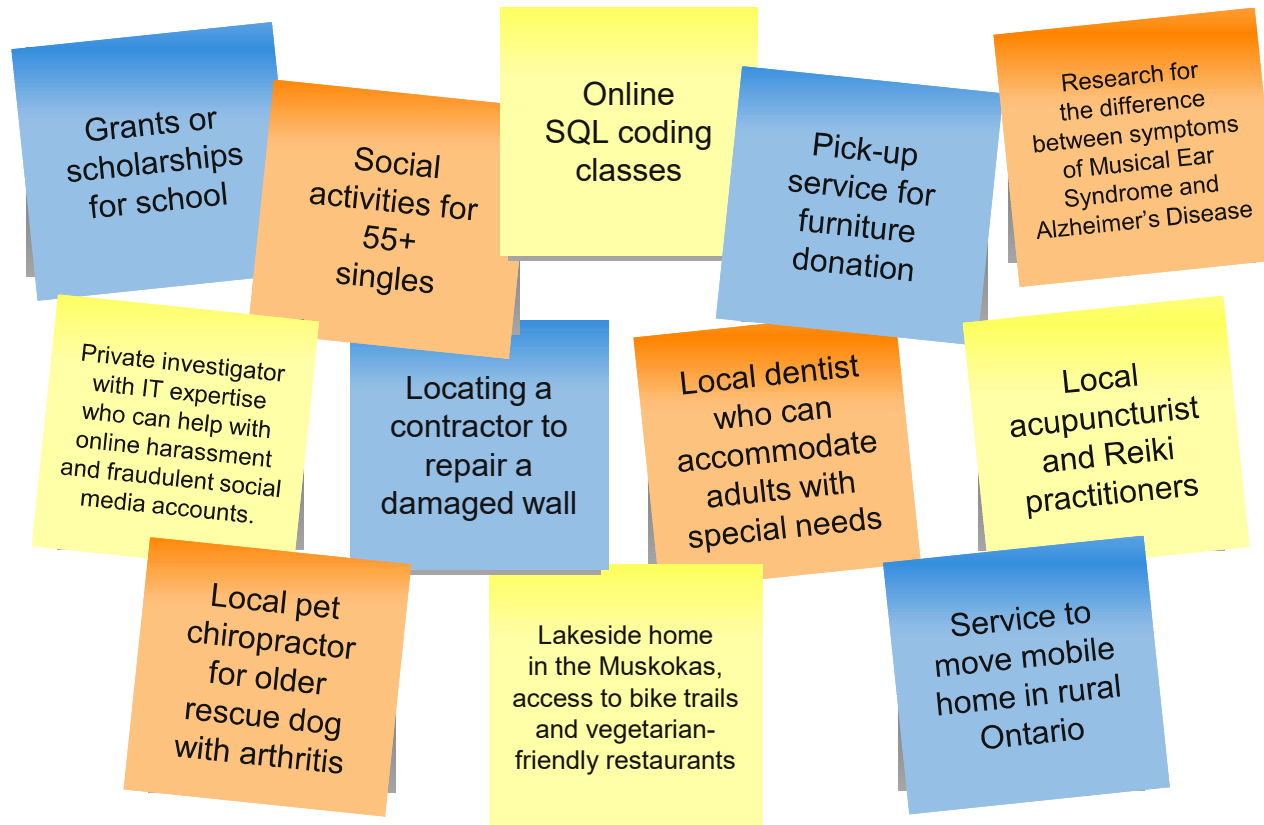 Grants or
scholarships
for school
Social
activities for
55+
singles
Online
SQL coding
classes
Pick-up
service for
furniture
donation
Research for
the difference
between symptoms
of Musical Ear
Syndrome and
Alzheimer’s Disease
Private investigator
with IT expertise
who can help with
online harassment
and fraudulent social
media accounts.
Locating a
contractor to
repair a
damaged wall
Local dentist
who can
accommodate
adults with
special needs
Local
acupuncturist
and Reiki
practitioners
Local pet
chiropractor
for older
rescue dog
with arthritis
Lakeside home
in the Muskokas,
access to bike trails
and vegetarian-
friendly restaurants
Service to
move mobile
home in rural
Ontario